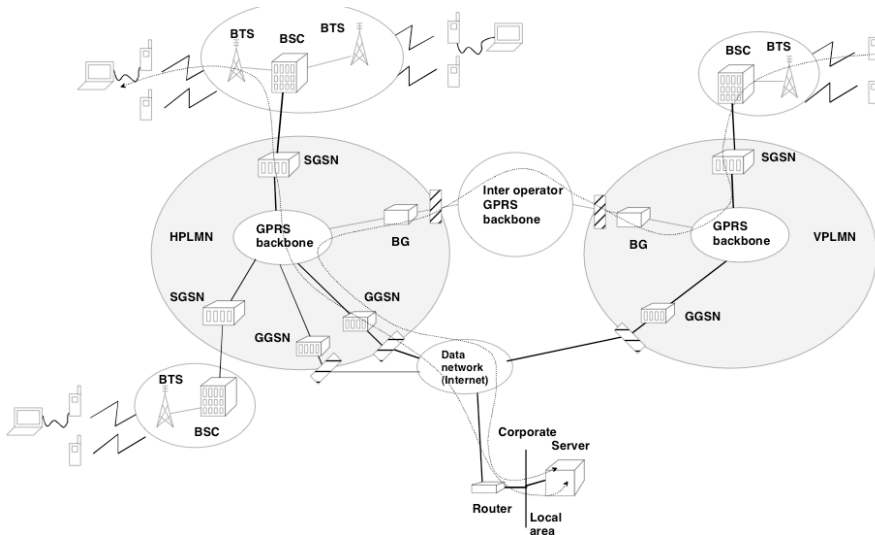 BTS
BSC
BTS
BSC
BTS
SGSN
SGSN
Inter operator
GPRS
backbone
HPLMN
GPRS
backbone
BG
BG
GPRS
backbone
VPLMN
SGSN
GGSN
GGSN
GGSN
Data
network
(Internet)
BTS
BSC
Corporate
Server
Router
Local
area